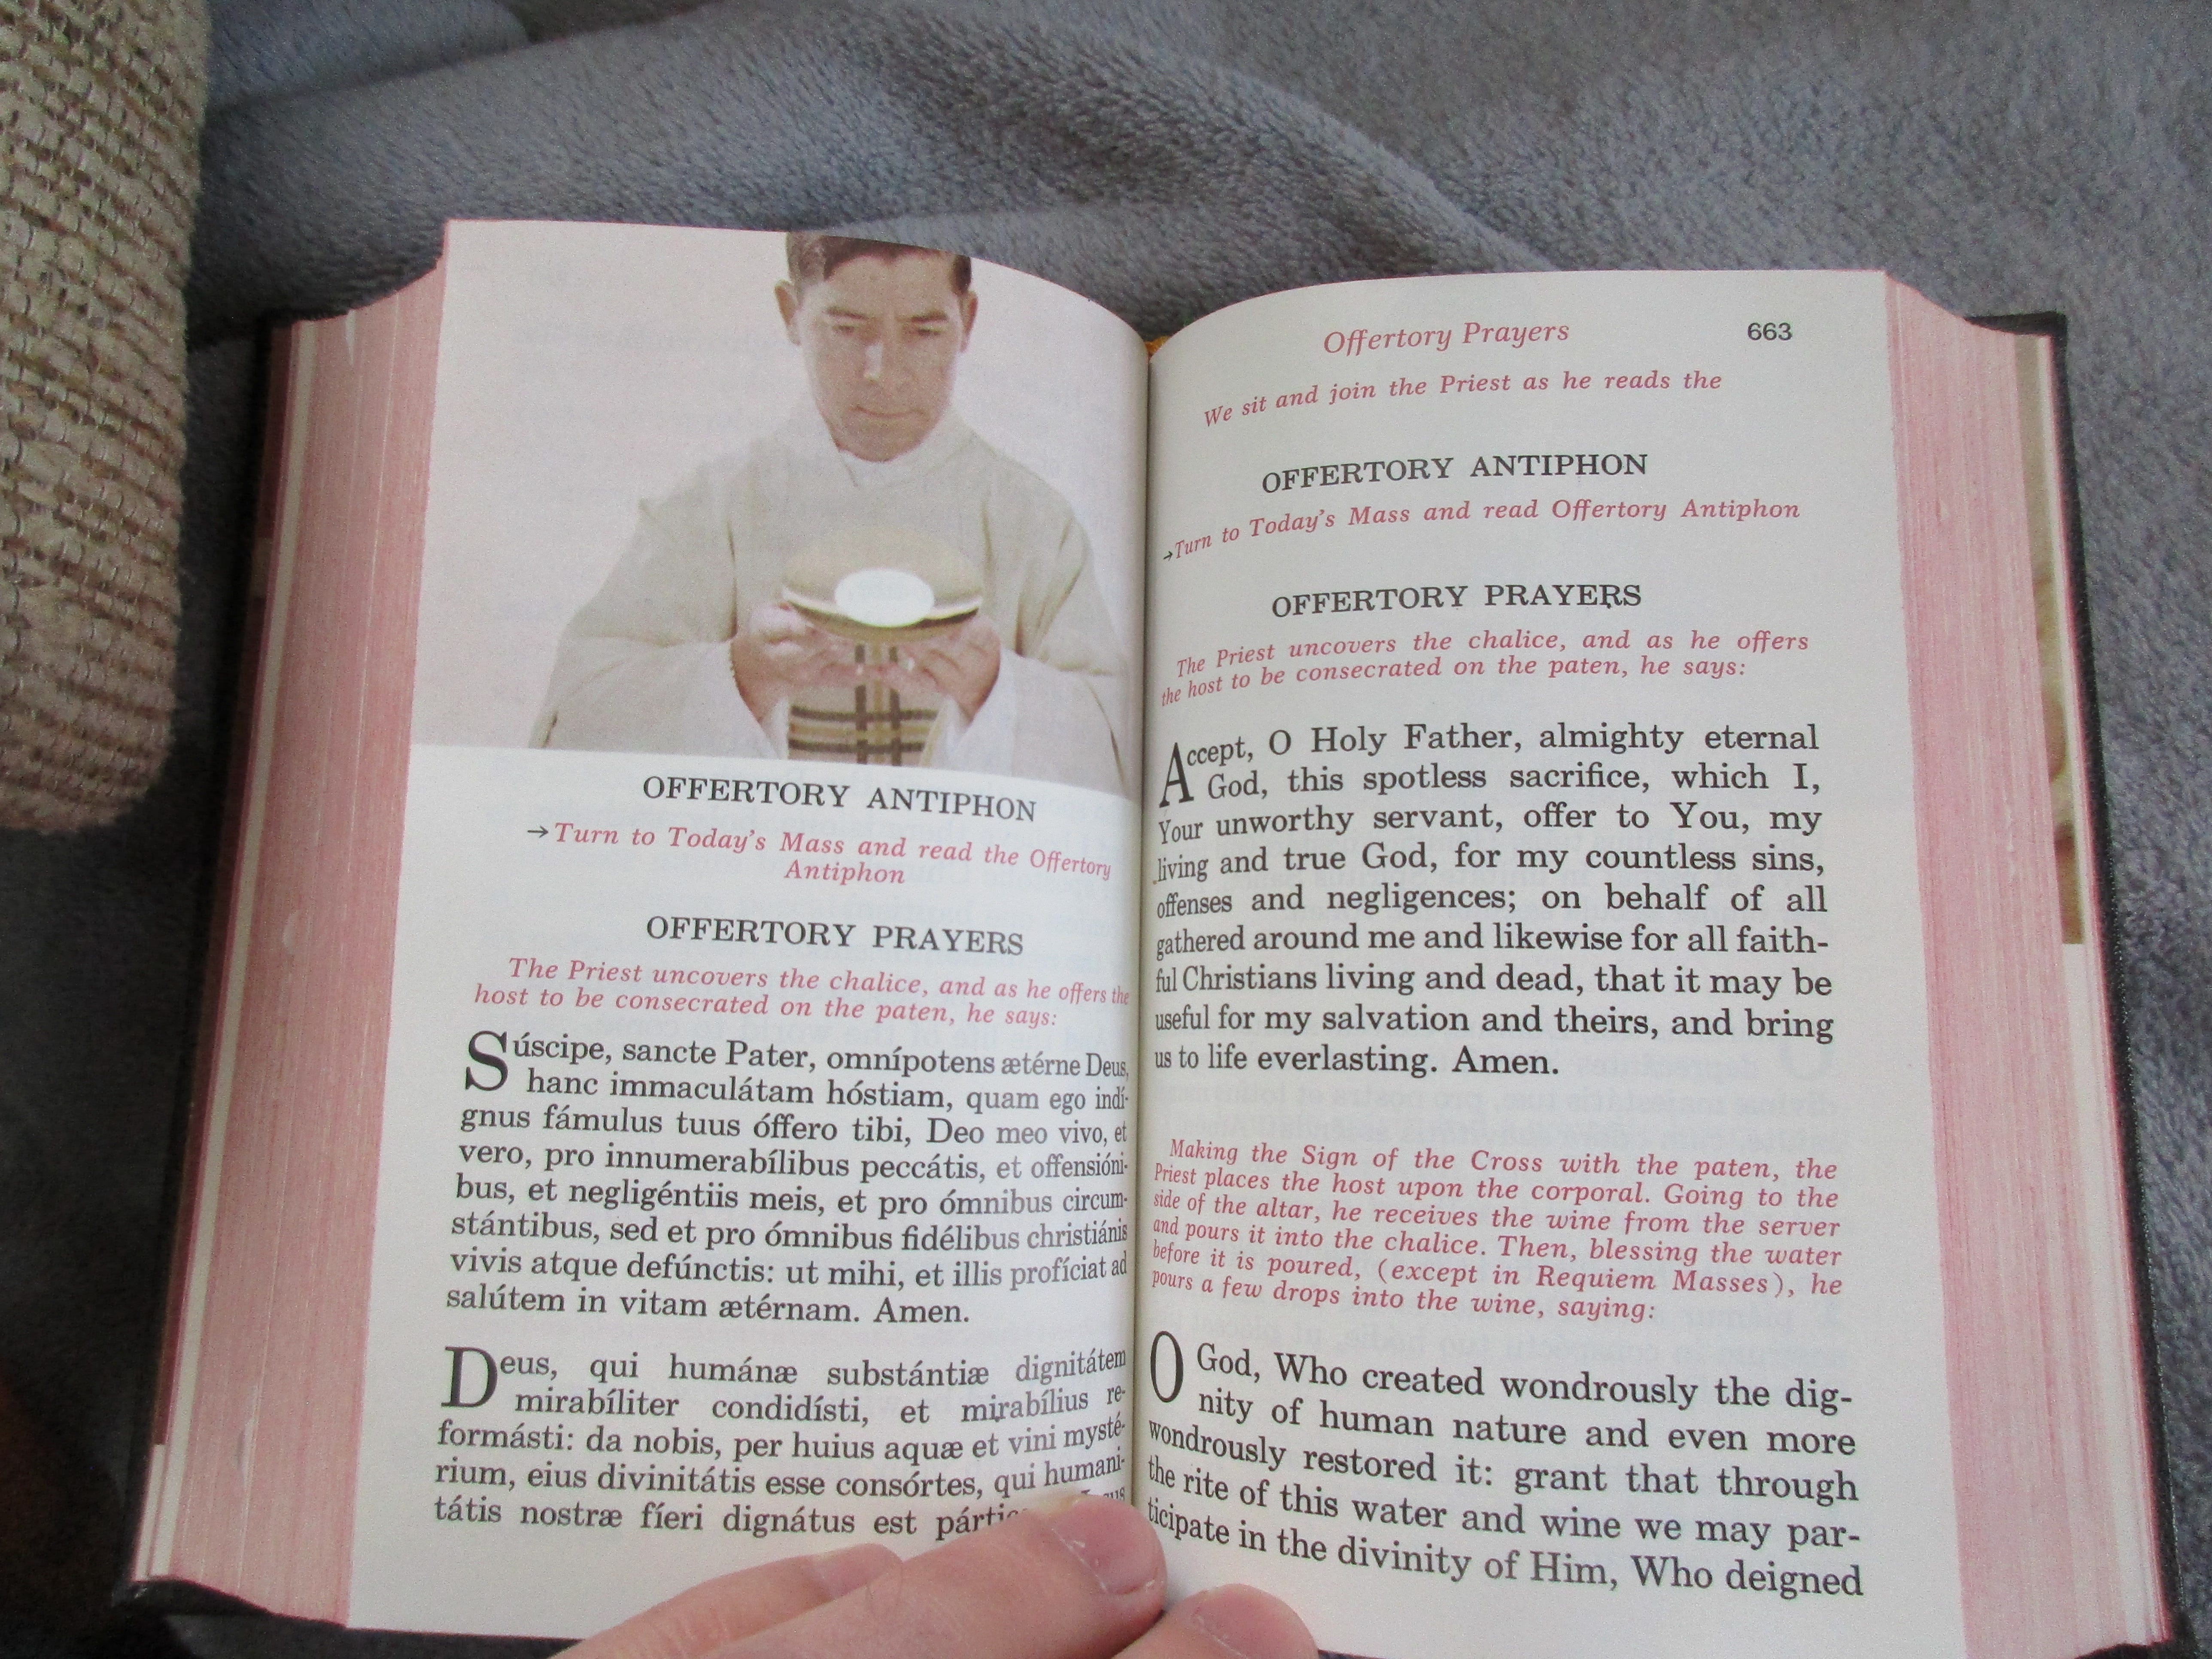 OFFERTORY ANTIPHON
→Turn to Today's Mass and read the Offertory
Antiphon
OFFERTORY PRAYERS
The Priest uncovers the chalice, and as he offers the
host to be consecrated on the paten, he says:
Súscipe, sancte Pater, omnípotens ætérne Deus,
hanc immaculátam hóstiam, quam ego indí-
gnus fámulus tuus óffero tibi, Deo meo vivo, et
vero, pro innumerabílibus peccátis, et offensióni-
bus, et negligéntiis meis, et pro ómnibus circum-
stántibus, sed et pro ómnibus fidélibus christiánis
vivis atque defúnctis: ut mihi, et illis profíciat ad
salútem in vitam ætérnam. Amen.
Deus, qui humánæ substántiæ dignitátem
mirabíliter condidísti, et mirabílius re-
formásti: da nobis, per huius aquæ et vini mysté-
rium, eius divinitátis esse consórtes, qui humani-
tátis nostræ fíeri dignátus est
Offertory Prayers 663
We sit and join the Priest as he reads the
OFFERTORY ANTIPHON
→Turn to Today's Mass and read Offertory Antiphon
OFFERTORY PRAYERS
The Priest uncovers the chalice, and as he offers
the host to be consecrated on the paten, he says:
Accept, O Holy Father, almighty eternal
God, this spotless sacrifice, which I,
Your unworthy servant, offer to You, my
living and true God, for my countless sins,
offenses and negligences; on behalf of all
gathered around me and likewise for all faith-
ful Christians living and dead, that it may be
useful for my salvation and theirs, and bring
us to life everlasting. Amen.
Making the Sign of the Cross with the paten, the
Priest places the host upon the corporal. Going to the
side of the altar, he receives the wine from the server
and pours it into the chalice. Then, blessing the water
before it is poured, (except in Requiem Masses), he
pours a few drops into the wine, saying:
O God, Who created wondrously the dig-
nity of human nature and even more
wondrously restored it: grant that through
the rite of this water and wine we may par-
ticipate in the divinity of Him, Who deigned